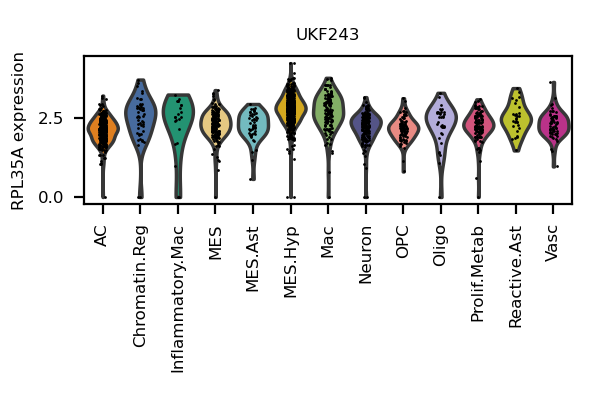 UKF243
RPL35A expression
2.5
0.0
AC
Chromatin.Reg
Inflammatory.Mac
MES
MES.Ast
MES.Hyp
Mac
Neuron
OPC
Oligo
Prolif.Metab
Reactive.Ast
Vasc